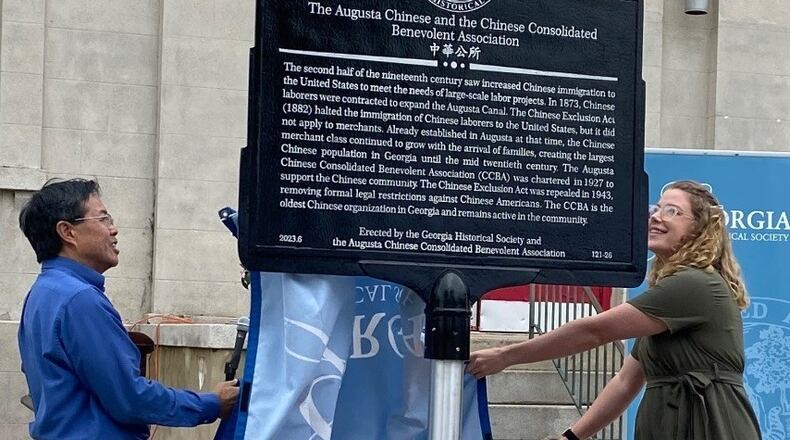 HISTORICAL
The Augusta Chinese and the Chinese Consolidated
Benevolent Association
中華公所
The second half of the nineteenth century saw increased Chinese immigration to
the United States to meet the needs of large-scale labor projects. In 1873, Chinese
laborers were contracted to expand the Augusta Canal. The Chinese Exclusion Act
(1882) halted the immigration of Chinese laborers to the United States, but it did
not apply to merchants. Already established in Augusta at that time, the Chinese
merchant class continued to grow with the arrival of families, creating the largest
Chinese population in Georgia until the mid twentieth century. The Augusta
Chinese Consolidated Benevolent Association (CCBA) was chartered in 1927 to
support the Chinese community. The Chinese Exclusion Act was repealed in 1943,
removing formal legal restrictions against Chinese Americans. The CCBA is the
oldest Chinese organization in Georgia and remains active in the community.
Erected by the Georgia Historical Society and
the Augusta Chinese Consolidated Benevolent Association
2023.6
121-26
ORGIA
ICAL SOCIETY